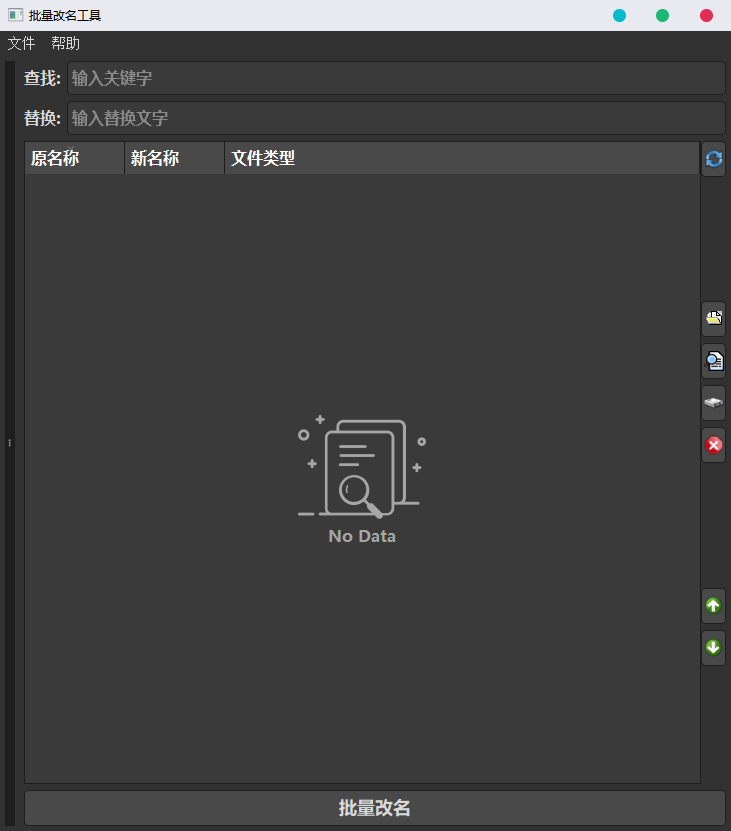 批量改名工具
文件 帮助
查找: 输入关键字
替换: 输入替换文字
原名称 新名称 文件类型
No Data
批量改名